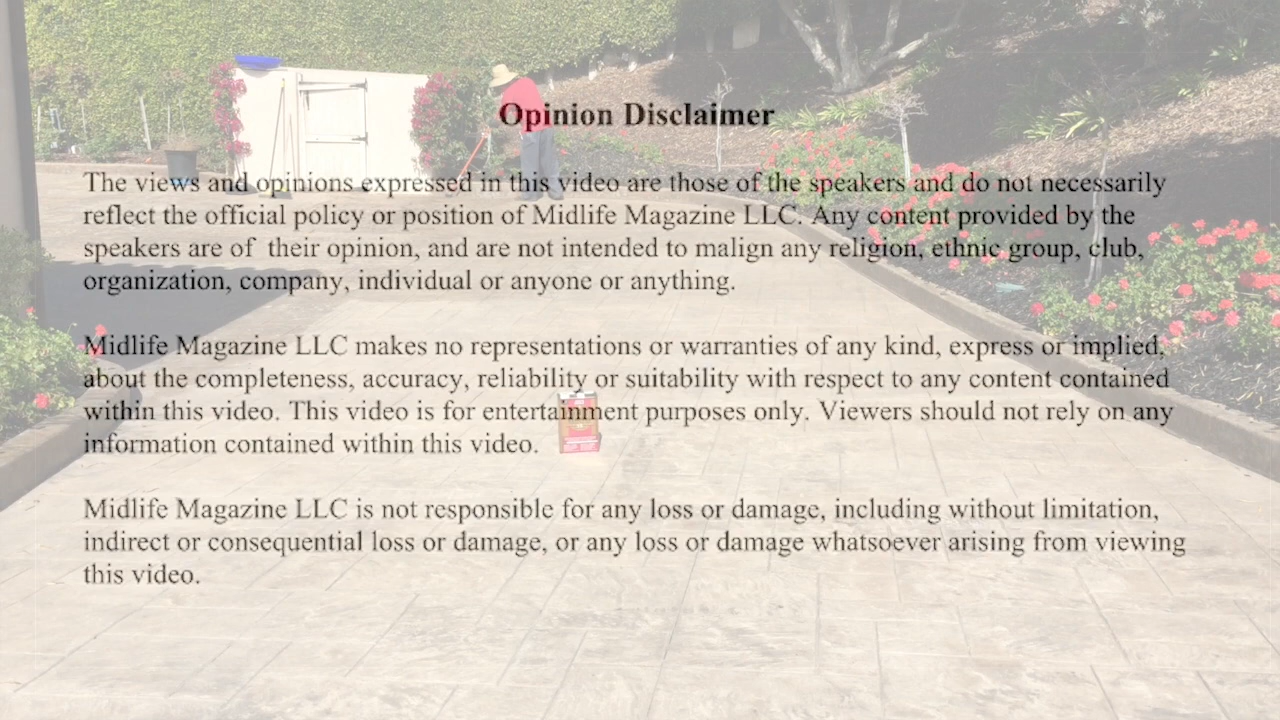 Opinion Disclaimer
The views and opinions expressed in this video are those of the speakers and do not necessarily
reflect the official policy or position of Midlife Magazine LLC. Any content provided by the
speakers are of  their opinion, and are not intended to malign any religion, ethnic group, club,
organization, company, individual or anyone or anything.
Midlife Magazine LLC makes no representations or warranties of any kind, express or implied,
about the completeness, accuracy, reliability or suitability with respect to any content contained
within this video. This video is for entertainment purposes only. Viewers should not rely on any
information contained within this video.
Midlife Magazine LLC is not responsible for any loss or damage, including without limitation,
indirect or consequential loss or damage, or any loss or damage whatsoever arising from viewing
this video.